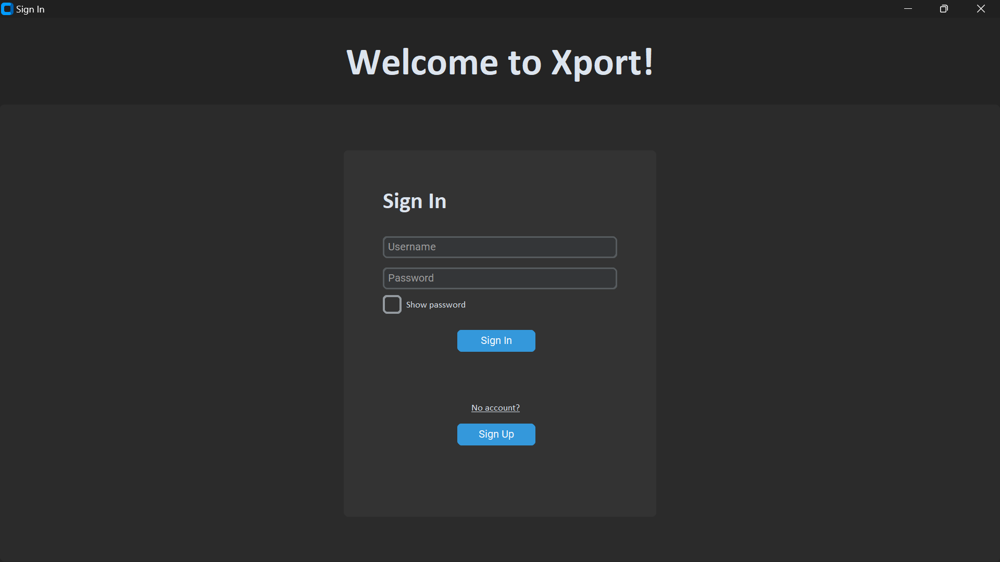 Sign In
Welcome to Xport!
Sign In
Username
Password
Show password
Sign In
No account?
Sign Up